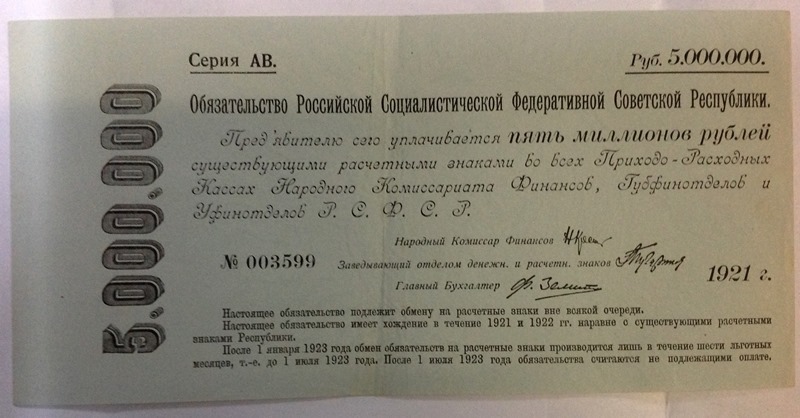 Серия АВ.
Руб. 5.000.000.
5.000.000
Обязательство Российской Социалистической Федеративной Советской Республики.
Пред'явителю сего уплачивается пять миллионов рублей
существующими расчетными знаками во всех Приходо-Расходных
Кассах Народного Комиссариата Финансов, Губфинотделов и
Уфинотделов Р. С. Ф. С. Р.
Народный Комиссар Финансов
№ 003599 Заведывающий отделом денежн. и расчетн. знаков
1921 г.
Главный Бухгалтер
Настоящее обязательство подлежит обмену на расчетные знаки вне всякой очереди.
Настоящее обязательство имеет хождение в течение 1921 и 1922 гг. наравне с существующими расчетными
знаками Республики.
После 1 января 1923 года обмен обязательств на расчетные знаки производится лишь в течение шести льготных
месяцев, т.-е. до 1 июля 1923 года. После 1 июля 1923 года обязательства считаются не подлежащими оплате.